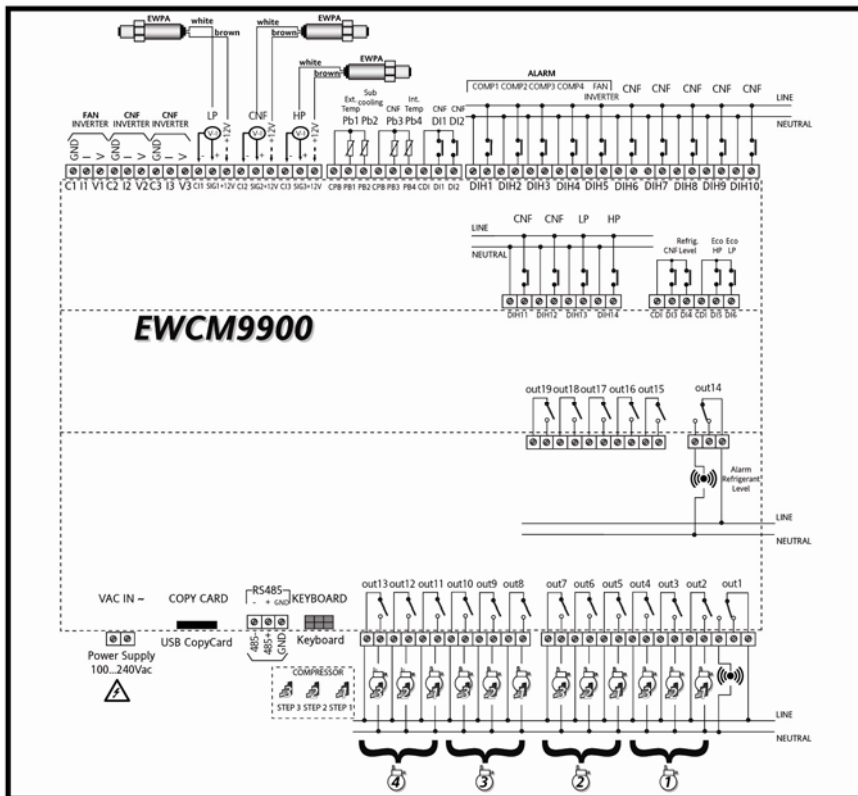 EWPA EWPA
white white
brown brown
EWPA
white
brown
LP CNF HP
+12V +12V +12V
V-I V-I V-I
- + - + - +
FAN INVERTER CNF INVERTER CNF INVERTER
GND I V GND I V GND I V
C1 I1 V1 C2 I2 V2 C3 I3 V3 CI1 SIG1 +12V CI2 SIG2 +12V CI3 SIG3 +12V
Ext. Temp Sub cooling CNF Int. Temp CNF CNF
Pb1 Pb2 Pb3 Pb4 DI1 DI2
CPB PB1 PB2 CPB PB3 PB4 CDI DI1 DI2
ALARM
COMP1 COMP2 COMP3 COMP4 FAN INVERTER CNF CNF CNF CNF CNF
LINE
NEUTRAL
DIH1 DIH2 DIH3 DIH4 DIH5 DIH6 DIH7 DIH8 DIH9 DIH10
CNF CNF LP HP
LINE
NEUTRAL
DIH11 DIH12 DIH13 DIH14
CNF Refrig. Level Eco HP Eco LP
CDI DI3 DI4 CDI DI5 DI6
EWCM9900
out19 out18 out17 out16 out15 out14
Alarm Refrigerant Level
LINE
NEUTRAL
VAC IN ~ COPY CARD RS485 KEYBOARD
- + GND
485- 485+ GND
Power Supply 100...240Vac
USB CopyCard
Keyboard
out13 out12 out11 out10 out9 out8 out7 out6 out5 out4 out3 out2 out1
COMPRESSOR
STEP 3 STEP 2 STEP 1
LINE
NEUTRAL
4 3 2 1